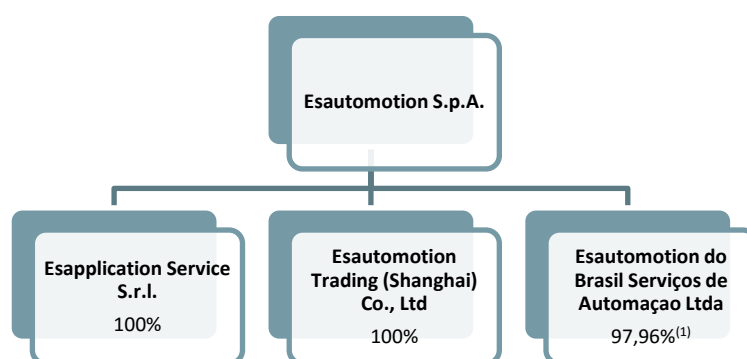 Esautomotion S.p.A.
Esapplication Service
S.r.l.
100%
Esautomotion
Trading (Shanghai)
Co., Ltd
100%
Esautomotion do
Brasil Serviços de
Automaçao Ltda
97,96%(1)